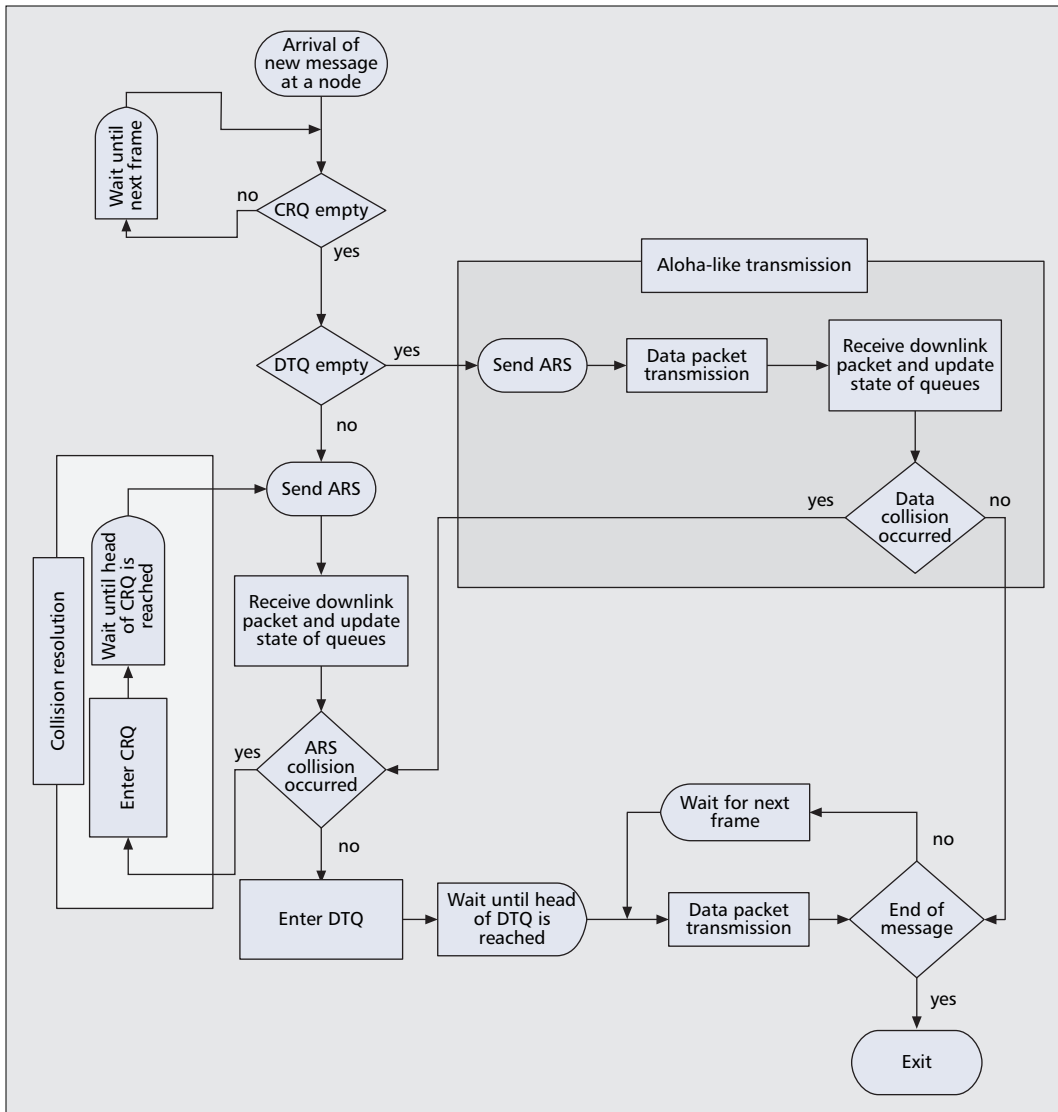 Arrival of
new message
at a node
Wait until
next frame
no
CRQ empty
yes
Aloha-like transmission
DTQ empty
yes
Send ARS
Data packet
transmission
Receive downlink
packet and update
state of queues
no
Send ARS
yes
Data
collision
occurred
no
Collision resolution
Wait until head
of CRQ is
reached
Receive downlink
packet and update
state of queues
Enter CRQ
yes
ARS
collision
occurred
Wait for next
frame
no
no
Enter DTQ
Wait until head
of DTQ is
reached
Data packet
transmission
End of
message
yes
Exit